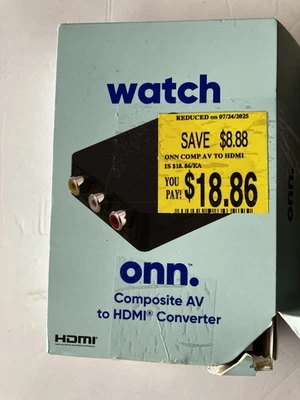 watch
REDUCED on 07/24/2025
SAVE $8.88
ONN COMP AV TO HDMI
IS $18.86/EA
YOU
PAY! $18.86
onn.™
Composite AV
to HDMI® Converter
HDMI